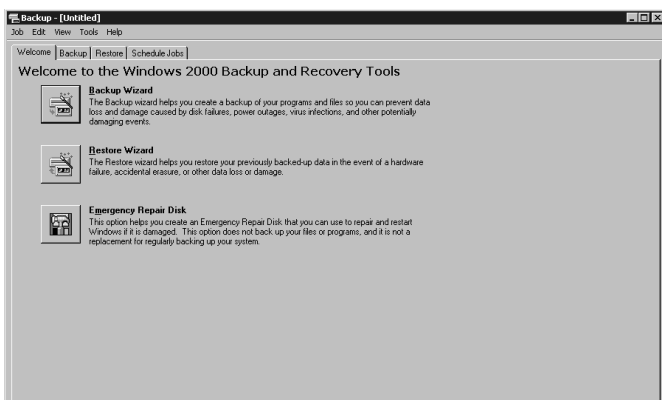 Backup - [Untitled]
Job Edit View Tools Help
Welcome Backup Restore Schedule Jobs
Welcome to the Windows 2000 Backup and Recovery Tools
Backup Wizard
The Backup wizard helps you create a backup of your programs and files so you can prevent data
loss and damage caused by disk failures, power outages, virus infections, and other potentially
damaging events.
Restore Wizard
The Restore wizard helps you restore your previously backed-up data in the event of a hardware
failure, accidental erasure, or other data loss or damage.
Emergency Repair Disk
This option helps you create an Emergency Repair Disk that you can use to repair and restart
Windows if it is damaged. This option does not back up your files or programs, and it is not a
replacement for regularly backing up your system.